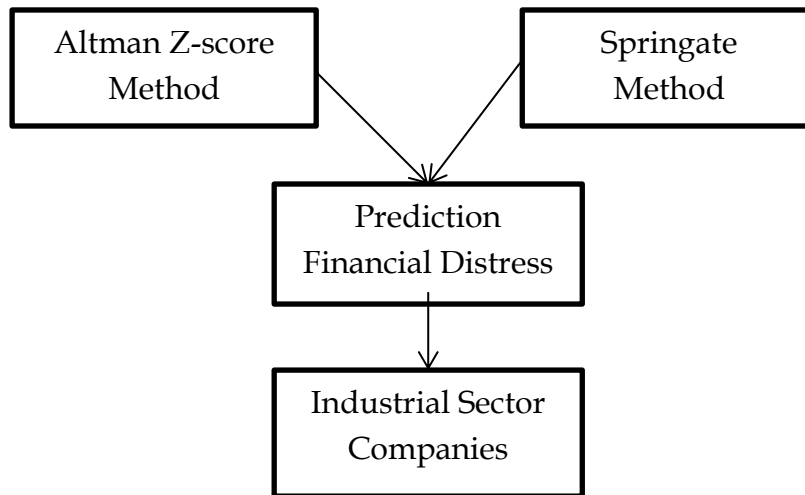 Altman Z-score
Method
Springate
Method
Prediction
Financial Distress
Industrial Sector
Companies